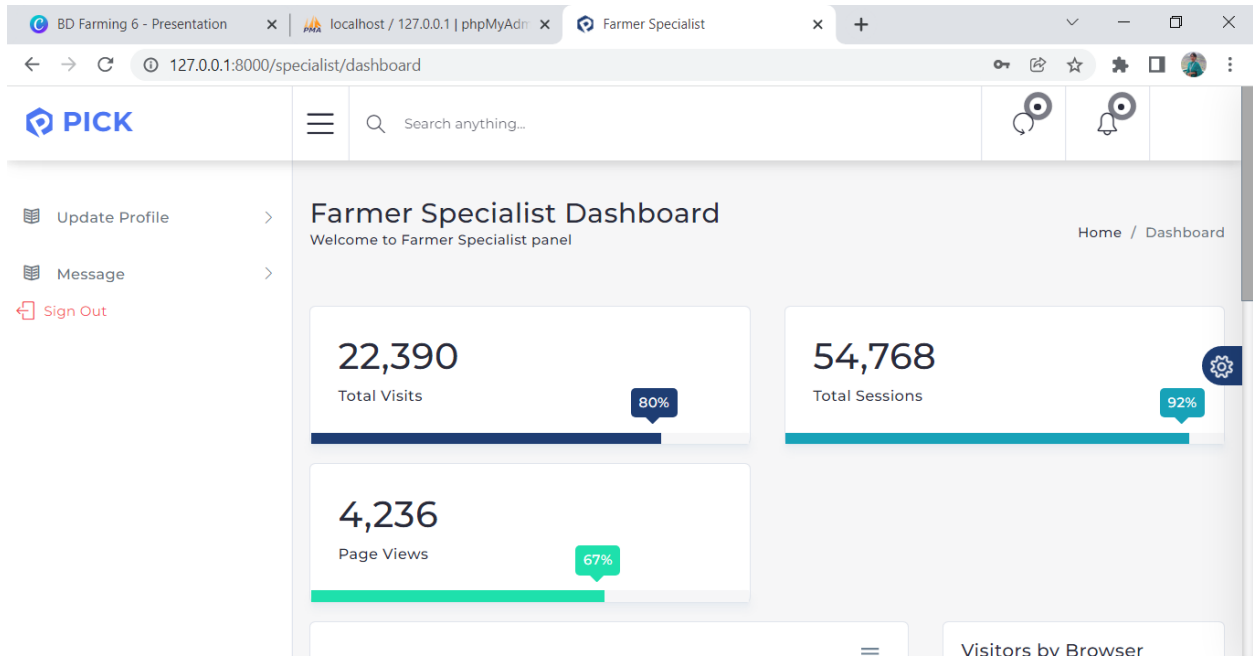 BD Farming 6 - Presentation
localhost / 127.0.0.1 | phpMyAdm
Farmer Specialist
127.0.0.1:8000/specialist/dashboard
PICK
Search anything...
Update Profile
Message
Sign Out
Farmer Specialist Dashboard
Welcome to Farmer Specialist panel
Home / Dashboard
22,390
Total Visits
80%
54,768
Total Sessions
92%
4,236
Page Views
67%
Visitors by Browser